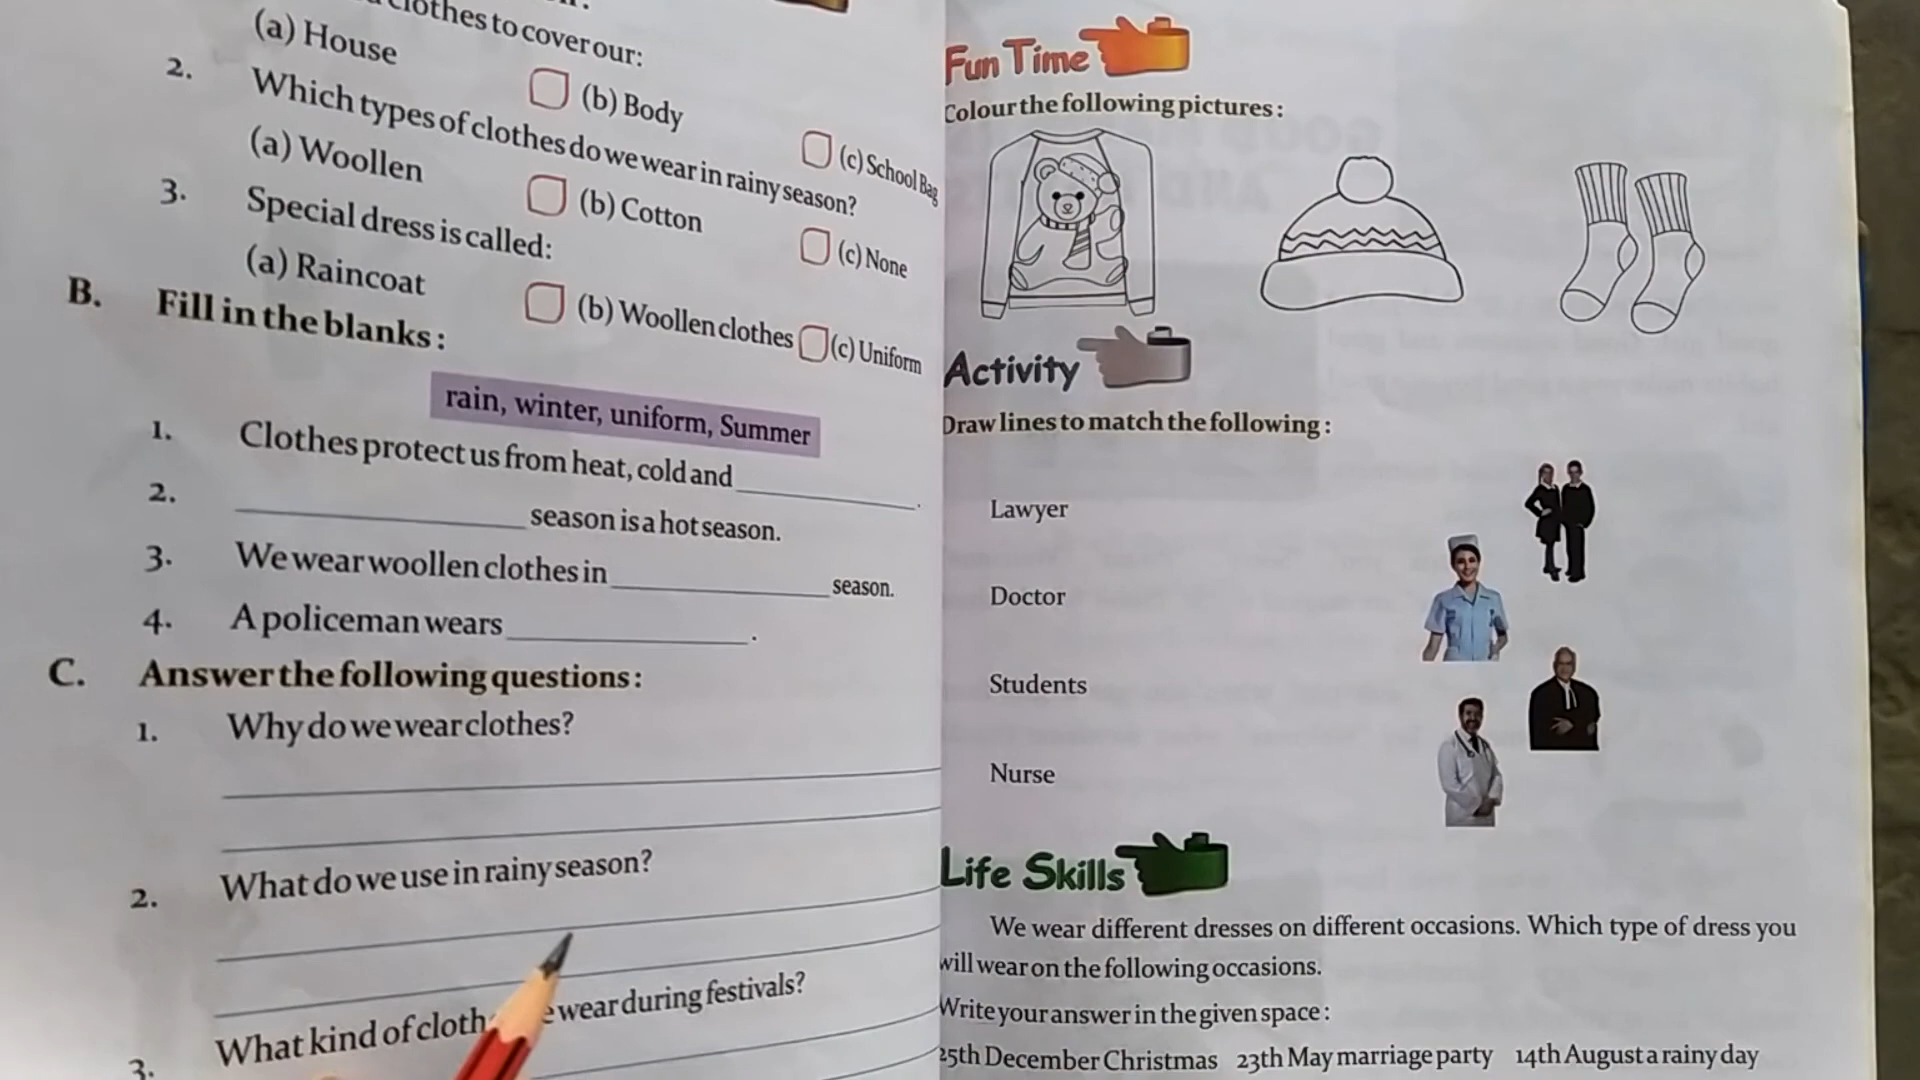 clothes to cover our:
(a) House
(b) Body
(c) School Bag
2. Which types of clothes do we wear in rainy season?
(a) Woollen
(b) Cotton
(c) None
3. Special dress is called:
(a) Raincoat
(b) Woollen clothes
(c) Uniform
B. Fill in the blanks :
rain, winter, uniform, Summer
1. Clothes protect us from heat, cold and ____________.
2. ____________ season is a hot season.
3. We wear woollen clothes in ____________ season.
4. A policeman wears ____________.
C. Answer the following questions :
1. Why do we wear clothes?
2. What do we use in rainy season?
3. What kind of wear during festivals?
Fun Time
Colour the following pictures :
Activity
Draw lines to match the following :
Lawyer
Doctor
Students
Nurse
Life Skills
We wear different dresses on different occasions. Which type of dress you
will wear on the following occasions.
Write your answer in the given space :
25th December Christmas 23th May marriage party 14th August a rainy day